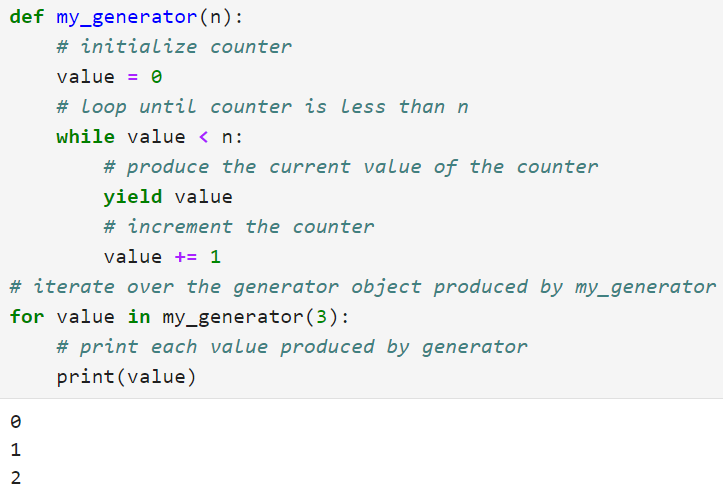 def my_generator(n):
    # initialize counter
    value = 0
    # loop until counter is less than n
    while value < n:
        # produce the current value of the counter
        yield value
        # increment the counter
        value += 1
# iterate over the generator object produced by my_generator
for value in my_generator(3):
    # print each value produced by generator
    print(value)
0
1
2